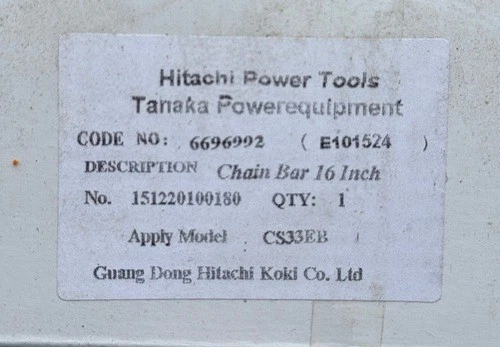 Hitachi Power Tools
Tanaka Powerequipment
CODE NO: 6696992 ( E101524 )
DESCRIPTION Chain Bar 16 Inch
No. 151220100180 QTY: 1
Apply Model CS33EB
Guang Dong Hitachi Koki Co. Ltd